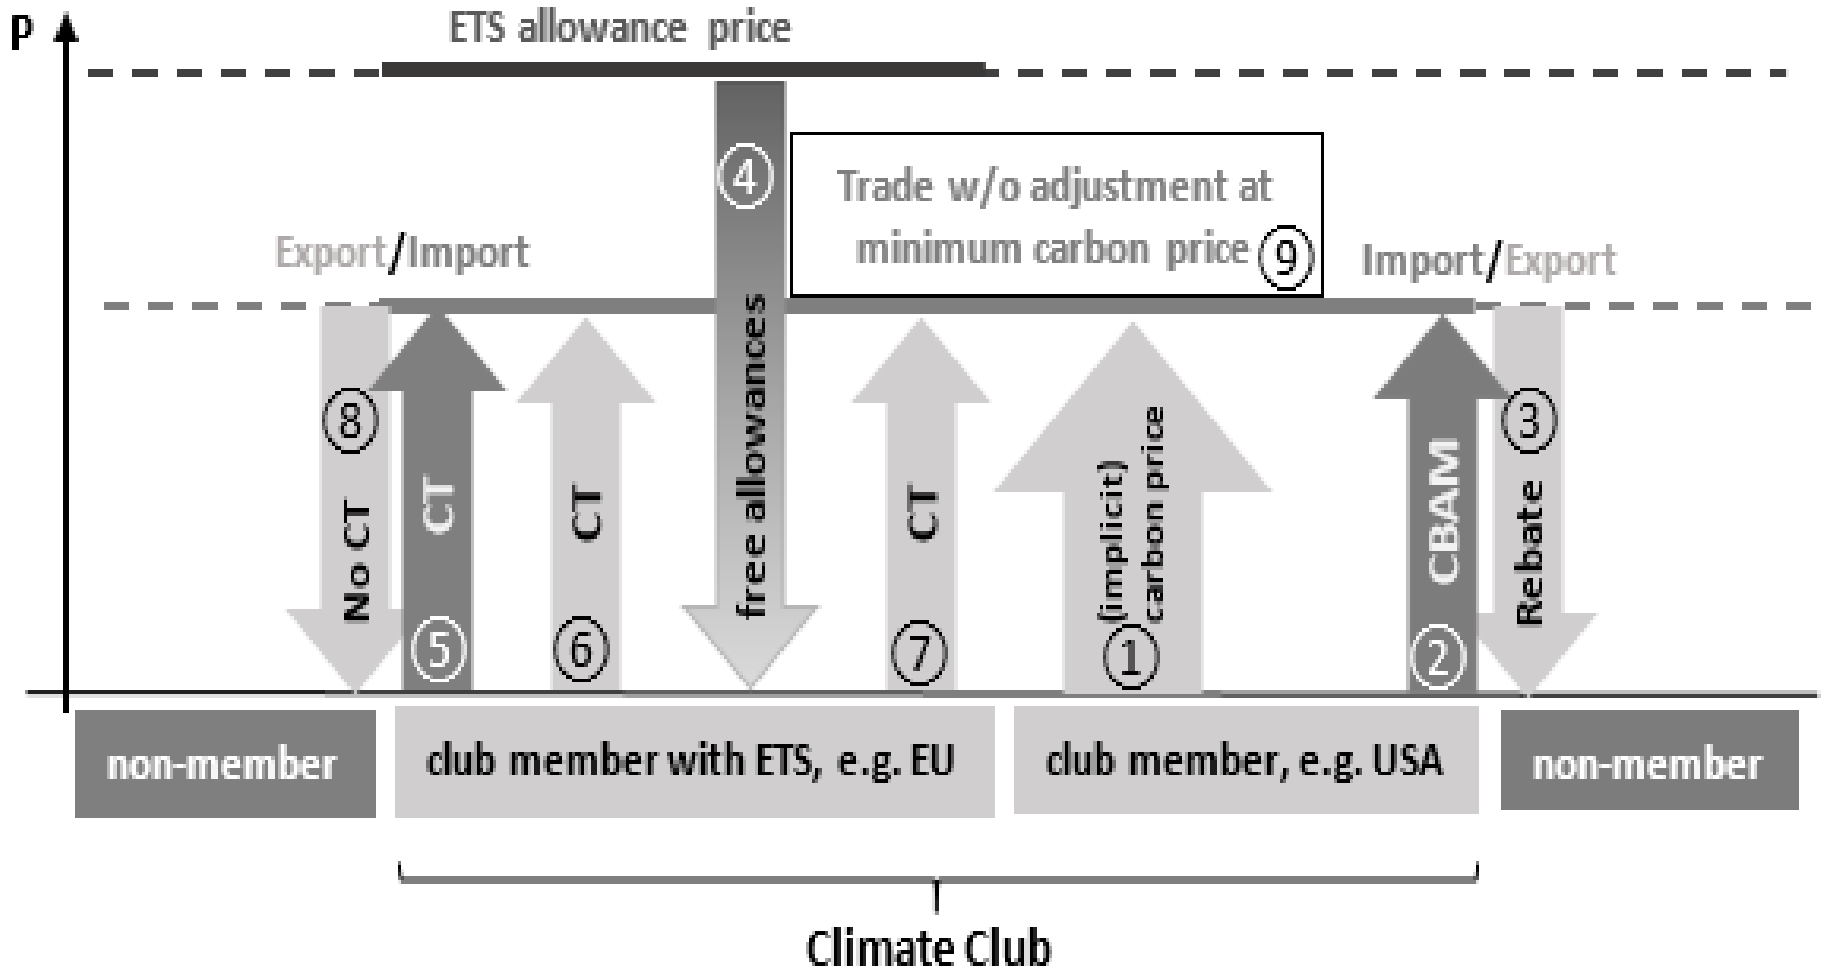 P
ETS allowance price
④
Trade w/o adjustment at
minimum carbon price ⑨
Export/Import
Import/Export
⑧
No CT
CT
⑤
CT
⑥
free allowances
CT
⑦
(implicit)
carbon price
①
CBAM
②
③
Rebate
non-member
club member with ETS, e.g. EU
club member, e.g. USA
non-member
Climate Club